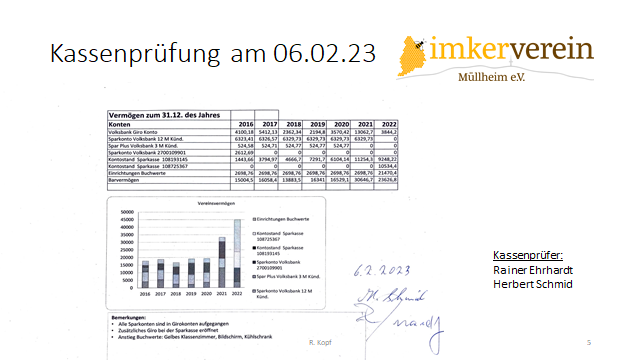 Kassenprüfung am 06.02.23
imkerverein
Müllheim e.V.
Vermögen zum 31.12. des Jahres
Konten 2016 2017 2018 2019 2020 2021 2022
Volksbank Giro Konto 4100,18 5412,13 2362,34 2194,8 3570,42 13062,7 3844,2
Sparkonto Volksbank 12 M Künd. 6323,41 6326,57 6329,73 6329,73 6329,73 6329,73 0
Spar Plus Volksbank 3 M Künd. 524,58 524,71 524,77 524,77 524,77 0 0
Sparkonto Volksbank 2700109901 2612,69 0 0 0 0 0 0
Kontostand Sparkasse 108193145 1443,66 3794,97 4666,7 7291,7 6104,14 11254,3 9248,22
Kontostand Sparkasse 108725367 0 0 0 0 0 0 10534,4
Einrichtungen Buchwerte 2698,76 2698,76 2698,76 2698,76 2698,76 2698,76 21470,4
Barvermögen 15004,5 16058,4 13883,5 16341 16529,1 30646,7 23626,8
Vereinsvermögen
50000
45000
40000
35000
30000
25000
20000
15000
10000
5000
0
2016 2017 2018 2019 2020 2021 2022
Einrichtungen Buchwerte
Kontostand Sparkasse
108725367
Kontostand Sparkasse
108193145
Sparkonto Volksbank
2700109901
Spar Plus Volksbank 3 M Künd.
Sparkonto Volksbank 12 M
Künd.
6.2.2023
Schmid
Kassenprüfer:
Rainer Ehrhardt
Herbert Schmid
Bemerkungen:
• Alle Sparkonten sind in Girokonten aufgegangen
• Zusätzliches Giro bei der Sparkasse eröffnet
• Anstieg Buchwerte: Gelbes Klassenzimmer, Bildschirm, Kühlschrank
R. Kopf
5